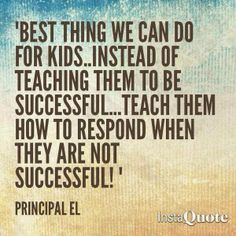 'BEST THING WE CAN DO
FOR KIDS..INSTEAD OF
TEACHING THEM TO BE
SUCCESSFUL...TEACH THEM
HOW TO RESPOND WHEN
THEY ARE NOT
SUCCESSFUL! '
PRINCIPAL EL
InstaQuote